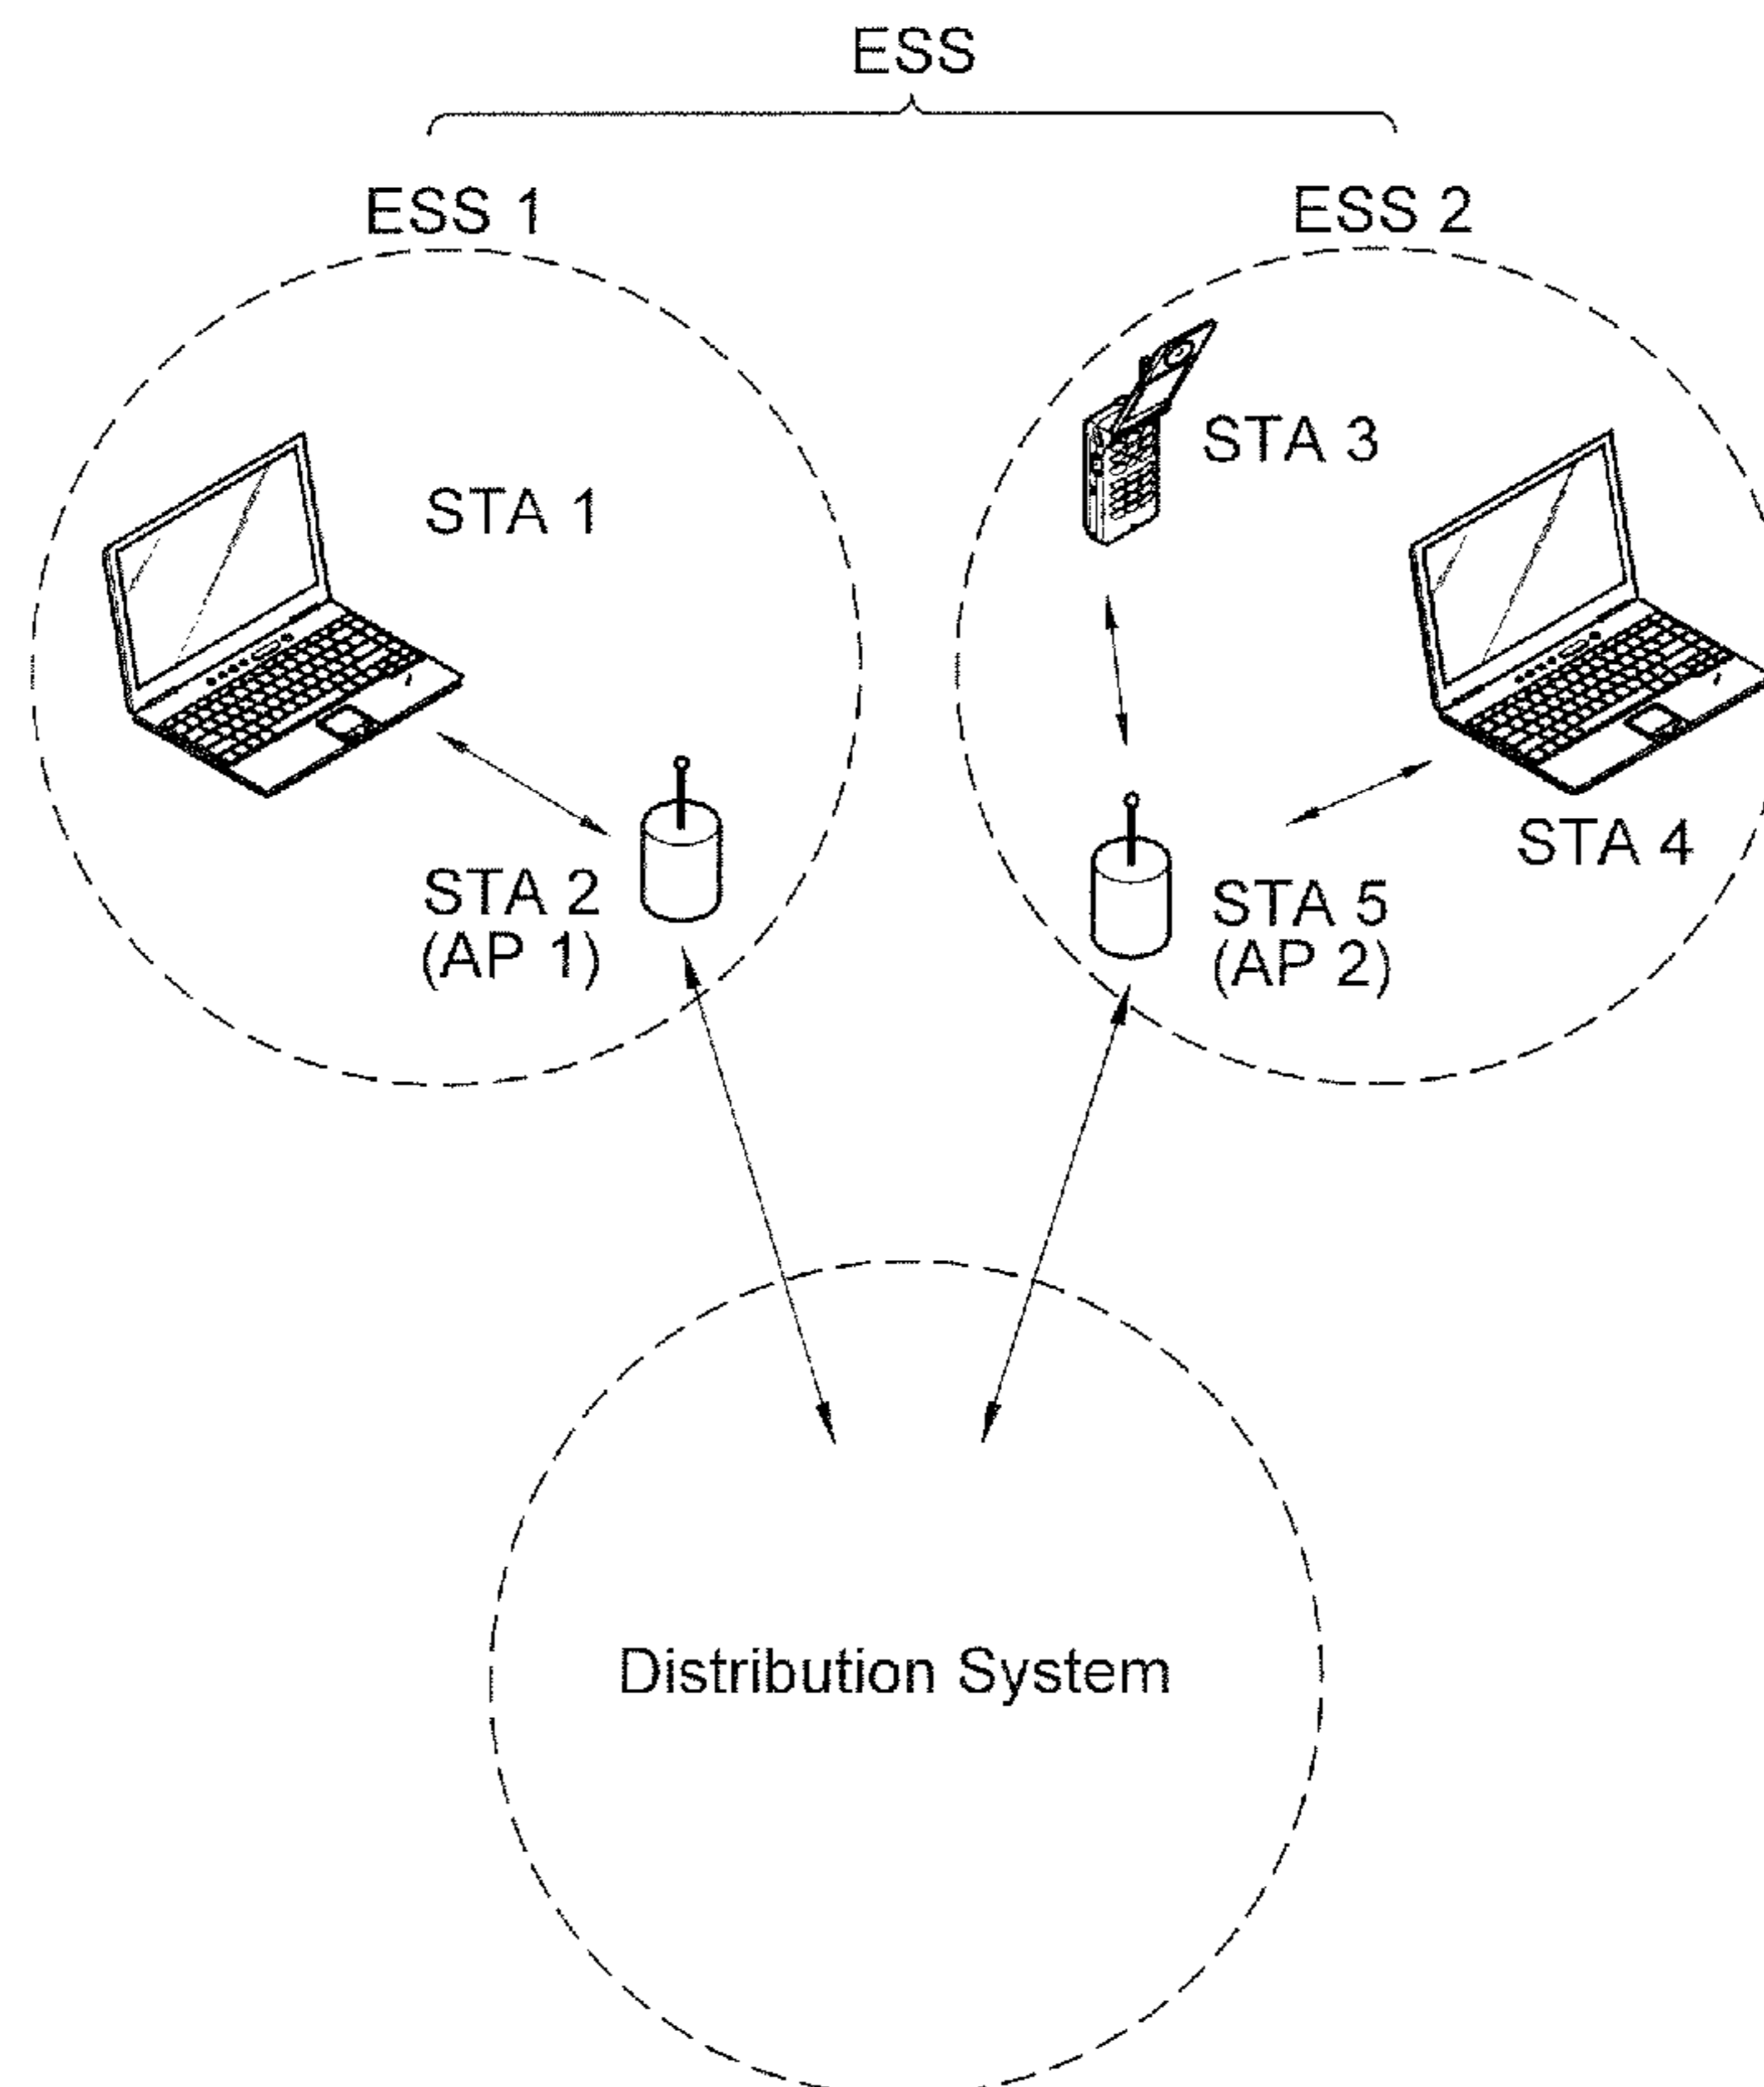 ESS
ESS 1
ESS 2
STA 1
STA 3
STA 2
(AP 1)
STA 4
STA 5
(AP 2)
Distribution System